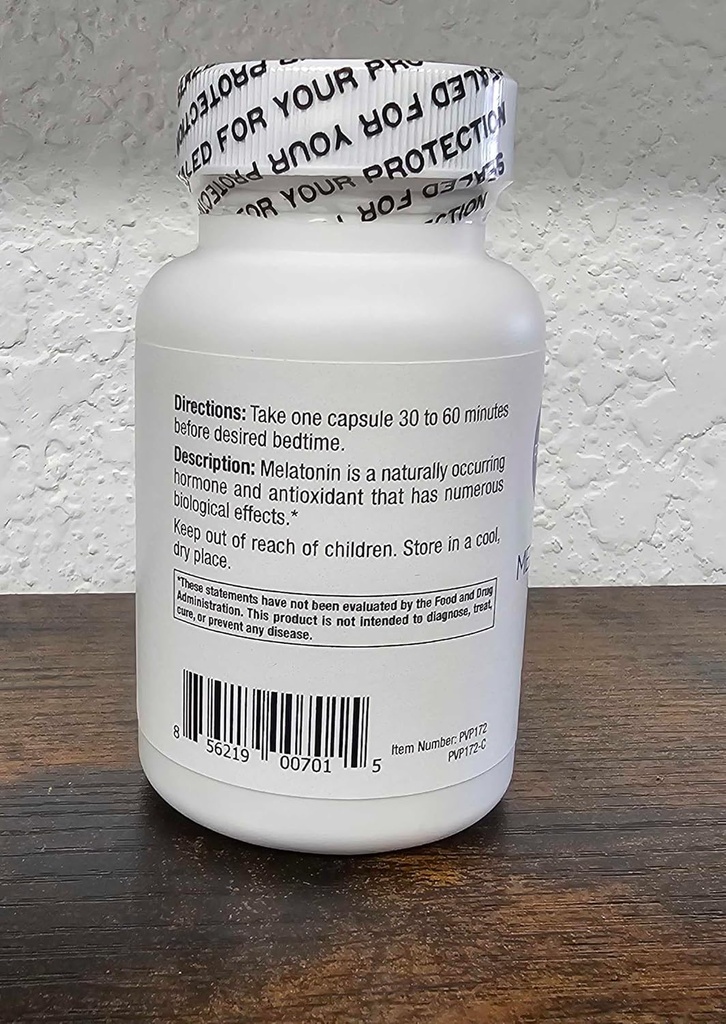 SEALED FOR YOUR PROTECTION
Directions: Take one capsule 30 to 60 minutes
before desired bedtime.
Description: Melatonin is a naturally occurring
hormone and antioxidant that has numerous
biological effects.*
Keep out of reach of children. Store in a cool,
dry place.
*These statements have not been evaluated by the Food and Drug
Administration. This product is not intended to diagnose, treat,
cure, or prevent any disease.
8 56219 00701 5
Item Number: PVP172
PVP172-C